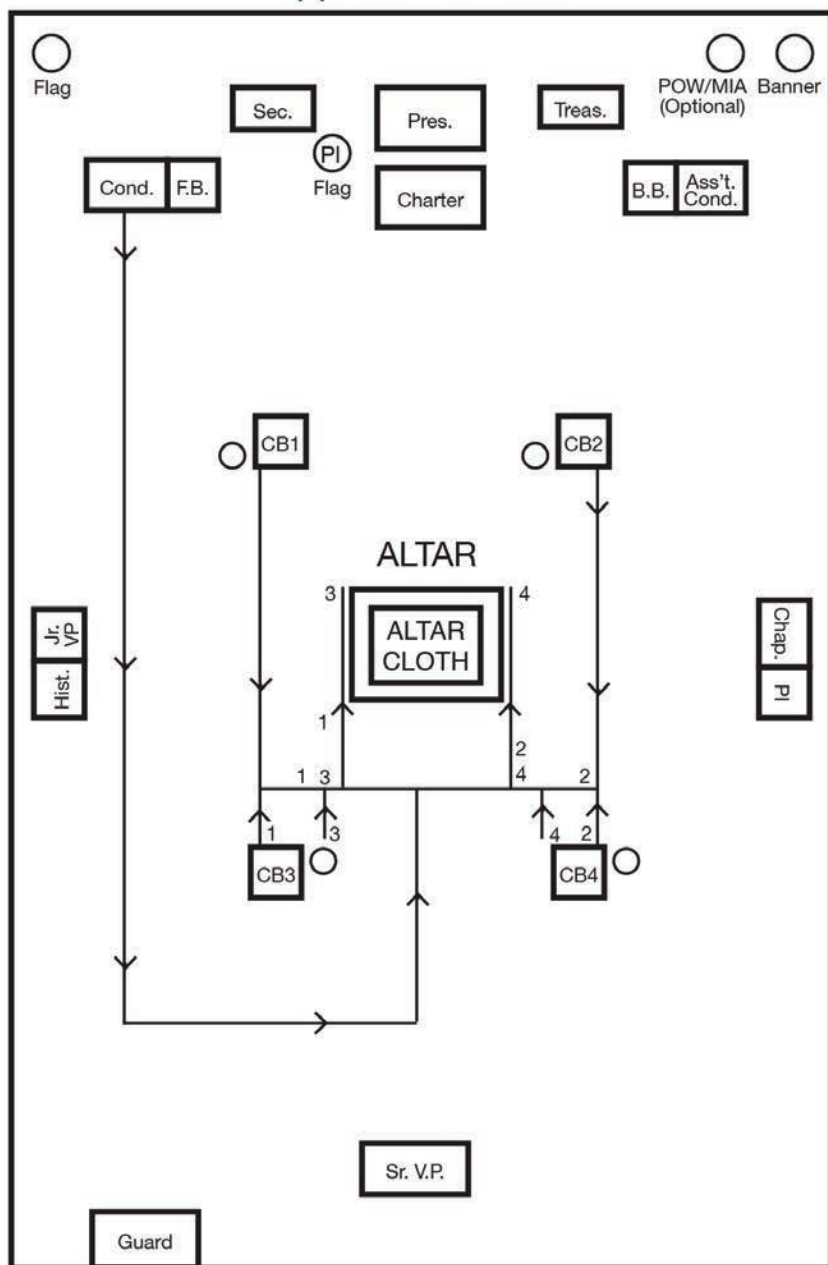 Flag
POW/MIA
(Optional)
Banner
Sec.
Pres.
Treas.
PI
Flag
Charter
Cond.
F.B.
B.B.
Ass't.
Cond.
CB1
CB2
ALTAR
3
4
ALTAR
CLOTH
Jr.
VP
Hist.
Chap.
PI
1
2
1 3
4
2
1
3
4
2
CB3
CB4
Sr. V.P.
Guard